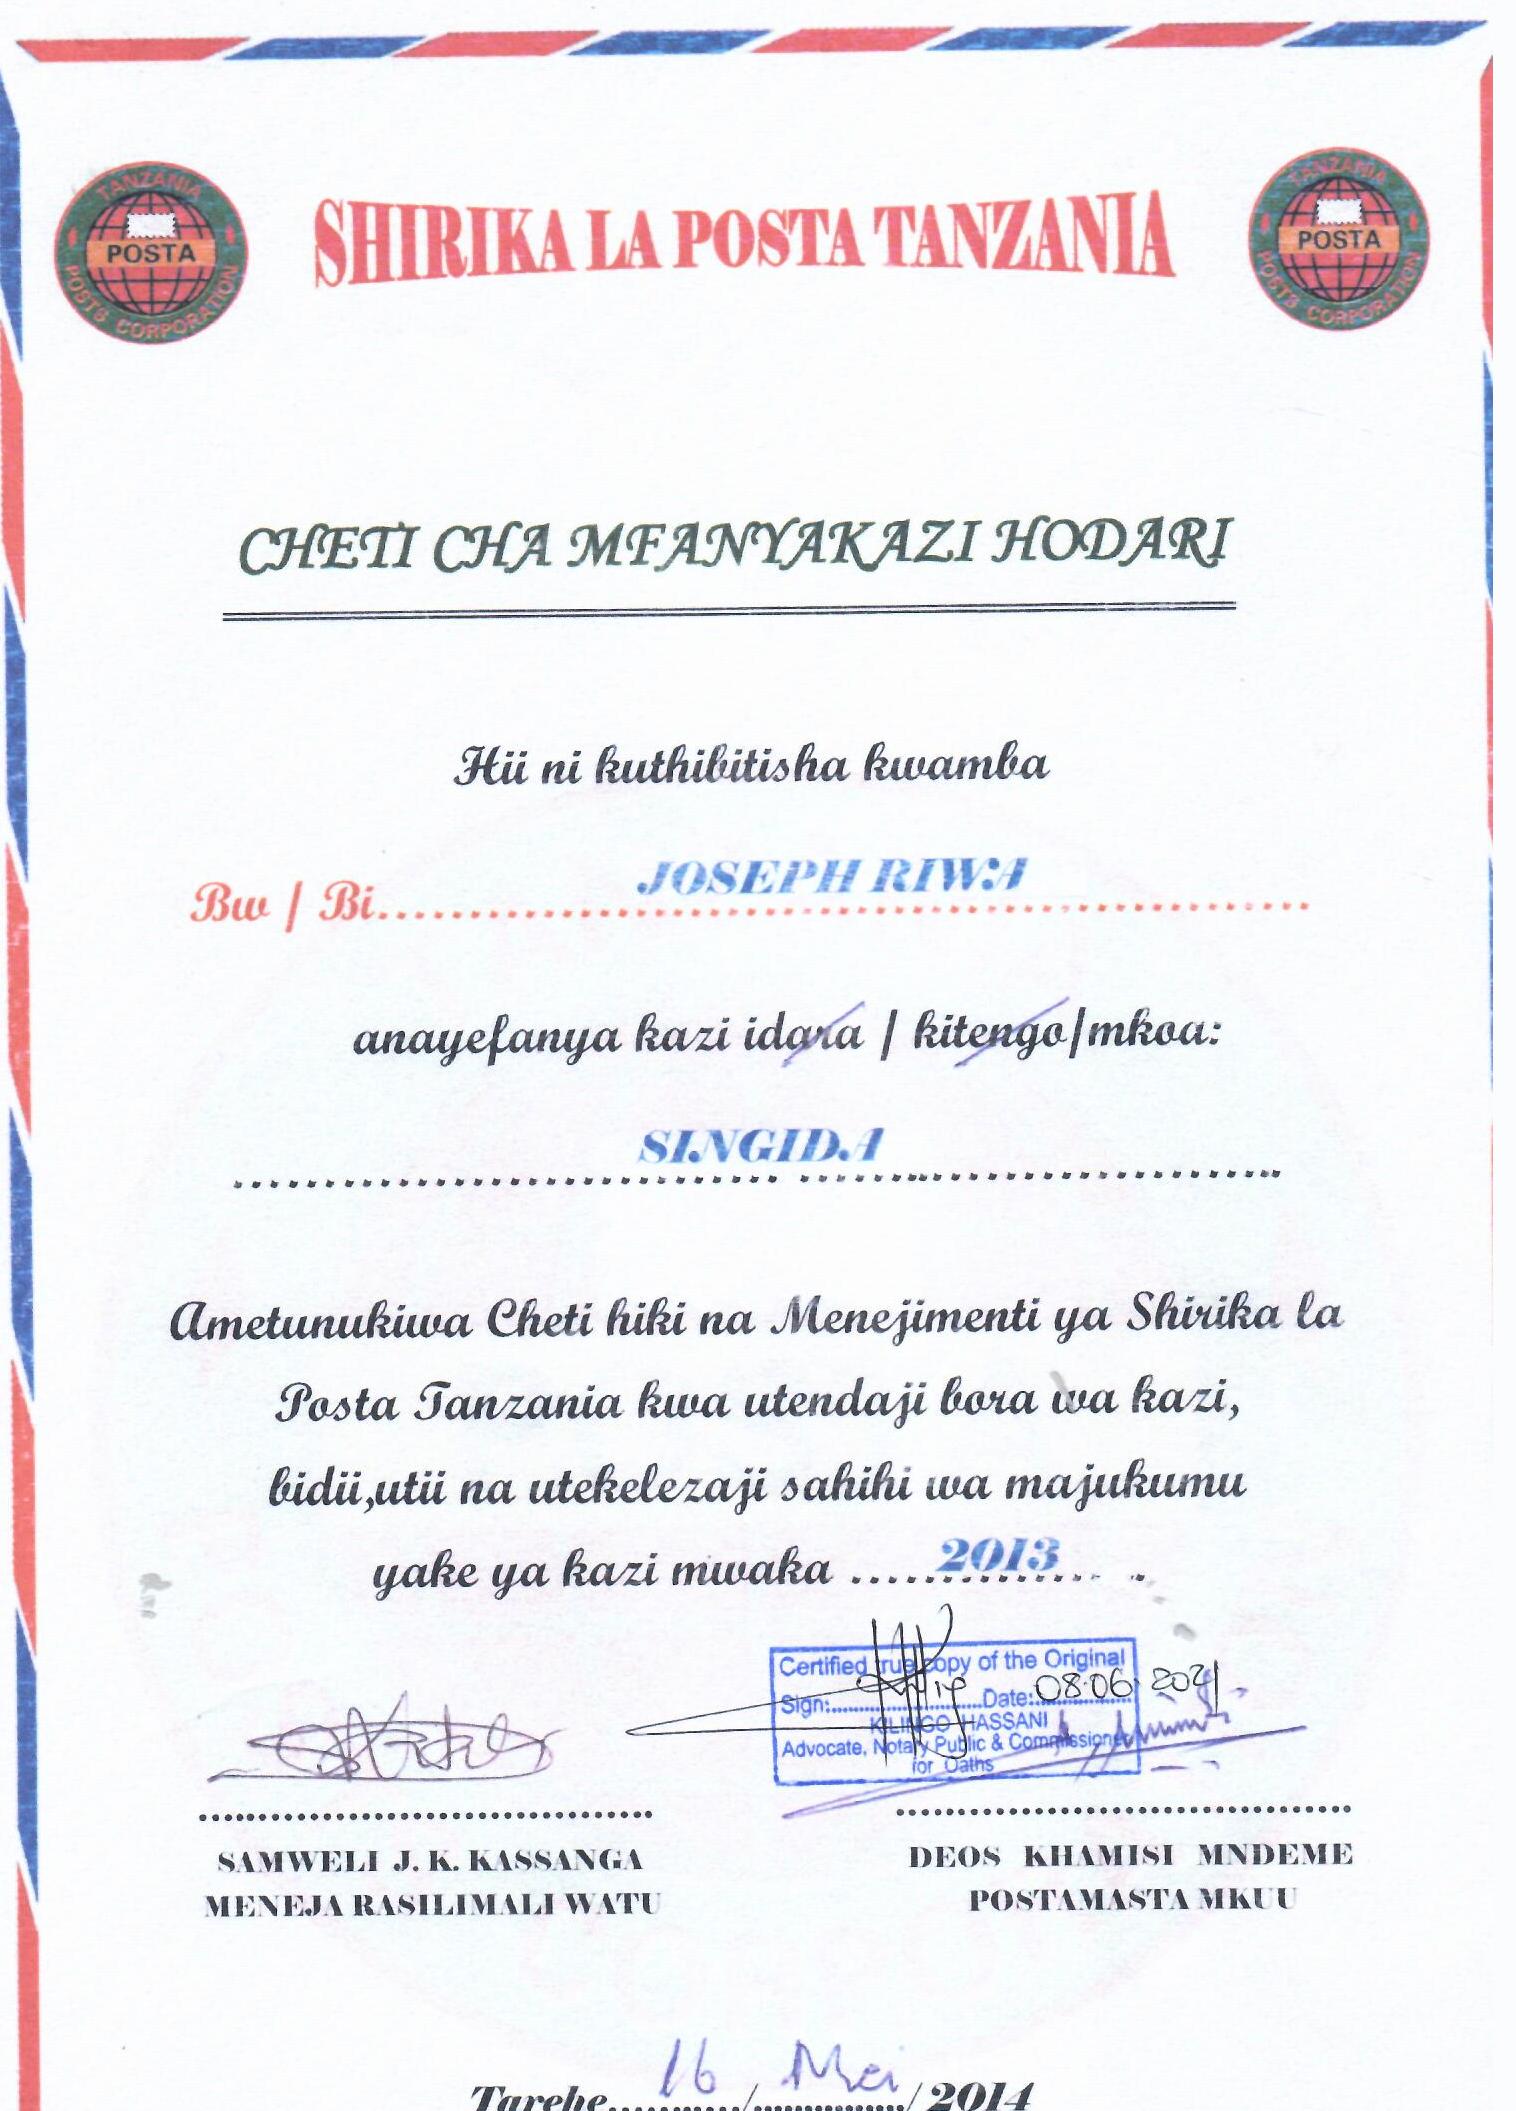 TANZANIA
POSTA
POSTS CORPORATION
SHIRIKA LA POSTA TANZANIA
TANZANIA
POSTA
POSTS CORPORATION
CHETI CHA MFANYAKAZI HODARI
Hii ni kuthibitisha kwamba
Bw / Bi.......JOSEPH RIWA.......
anayefanya kazi idara / kitengo/mkoa:
SINGIDA
Ametunukiwa Cheti hiki na Menejimenti ya Shirika la
Posta Tanzania kwa utendaji bora wa kazi,
bidii,utii na utekelezaji sahihi wa majukumu
yake ya kazi mwaka ......2013......
Certified true copy of the Original
Sign:............Date:08.06.2021
KILINGO HASSANI
Advocate, Notary Public & Commissioner
for Oaths
SAMWELI J. K. KASSANGA
MENEJA RASILIMALI WATU
DEOS KHAMISI MNDEME
POSTAMASTA MKUU
Tarehe....16..../....Mei..../ 2014